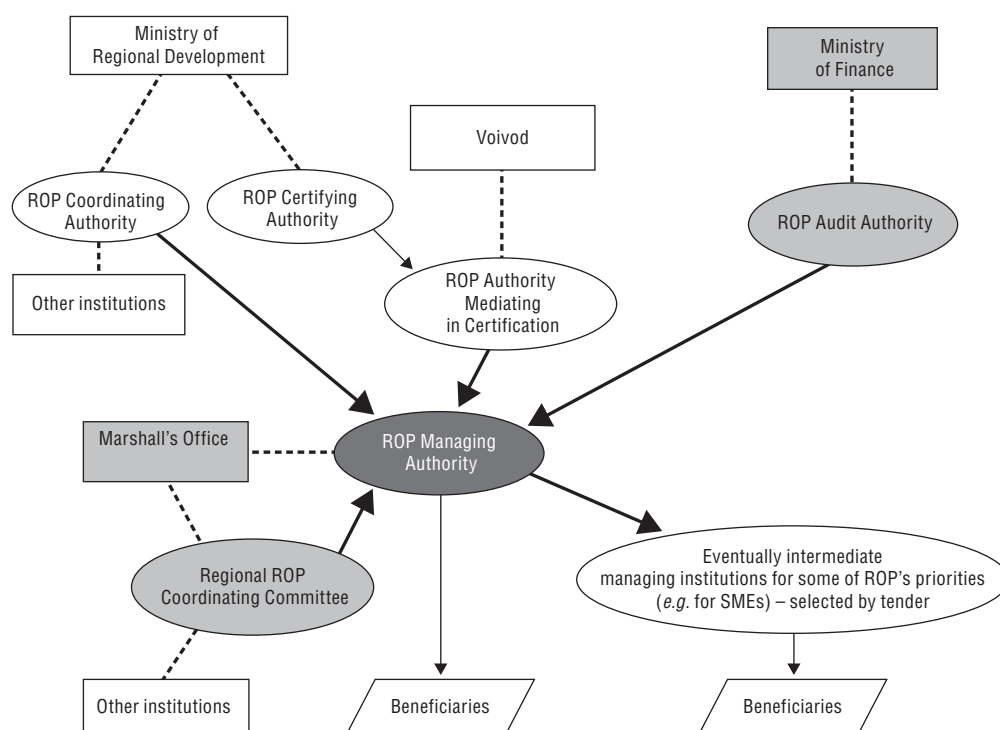 Ministry of
Regional Development
Ministry
of Finance
Voivod
ROP Coordinating
Authority
ROP Certifying
Authority
ROP Audit Authority
Other institutions
ROP Authority
Mediating
in Certification
Marshall's Office
ROP Managing
Authority
Regional ROP
Coordinating Committee
Eventually intermediate
managing institutions for some of ROP's priorities
(e.g. for SMEs) – selected by tender
Other institutions
Beneficiaries
Beneficiaries